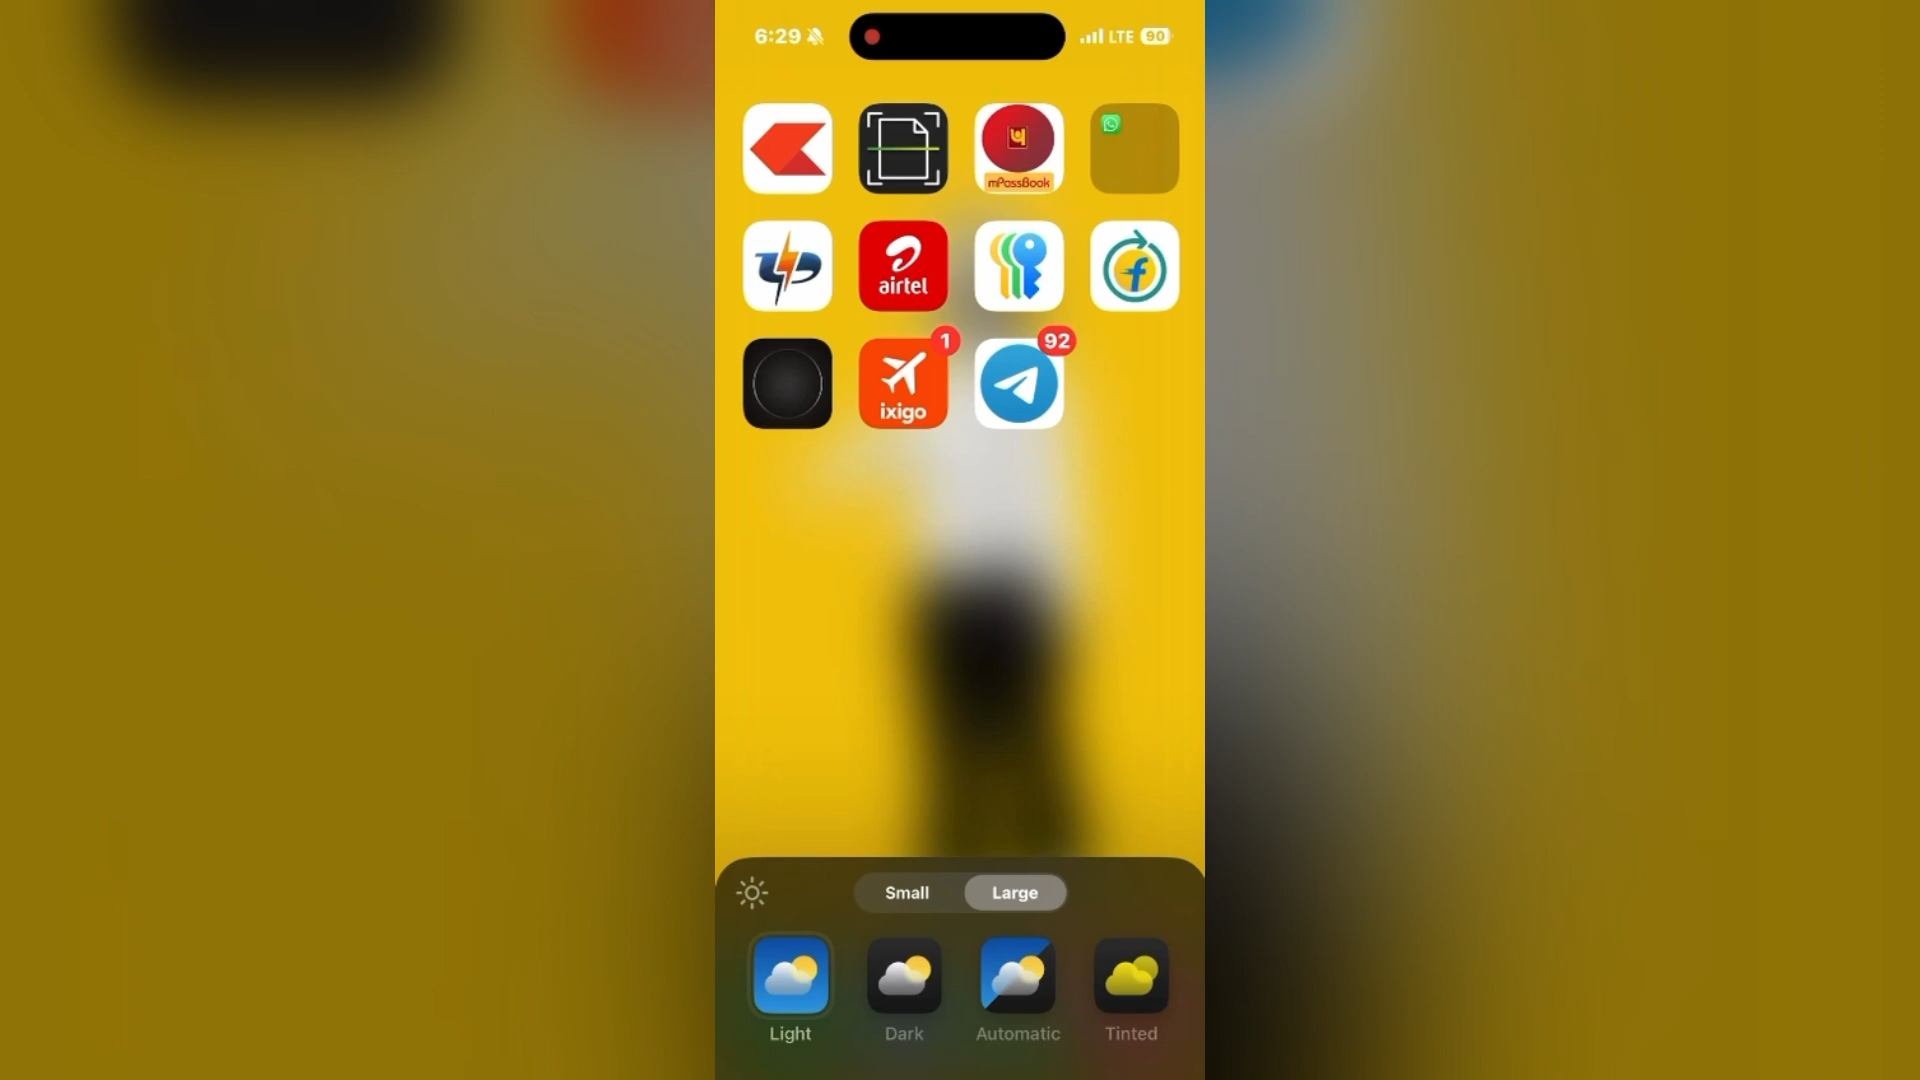 6:29 LTE 90
mPassBook
airtel
f
1 92
ixigo
Small Large
Light Dark Automatic Tinted